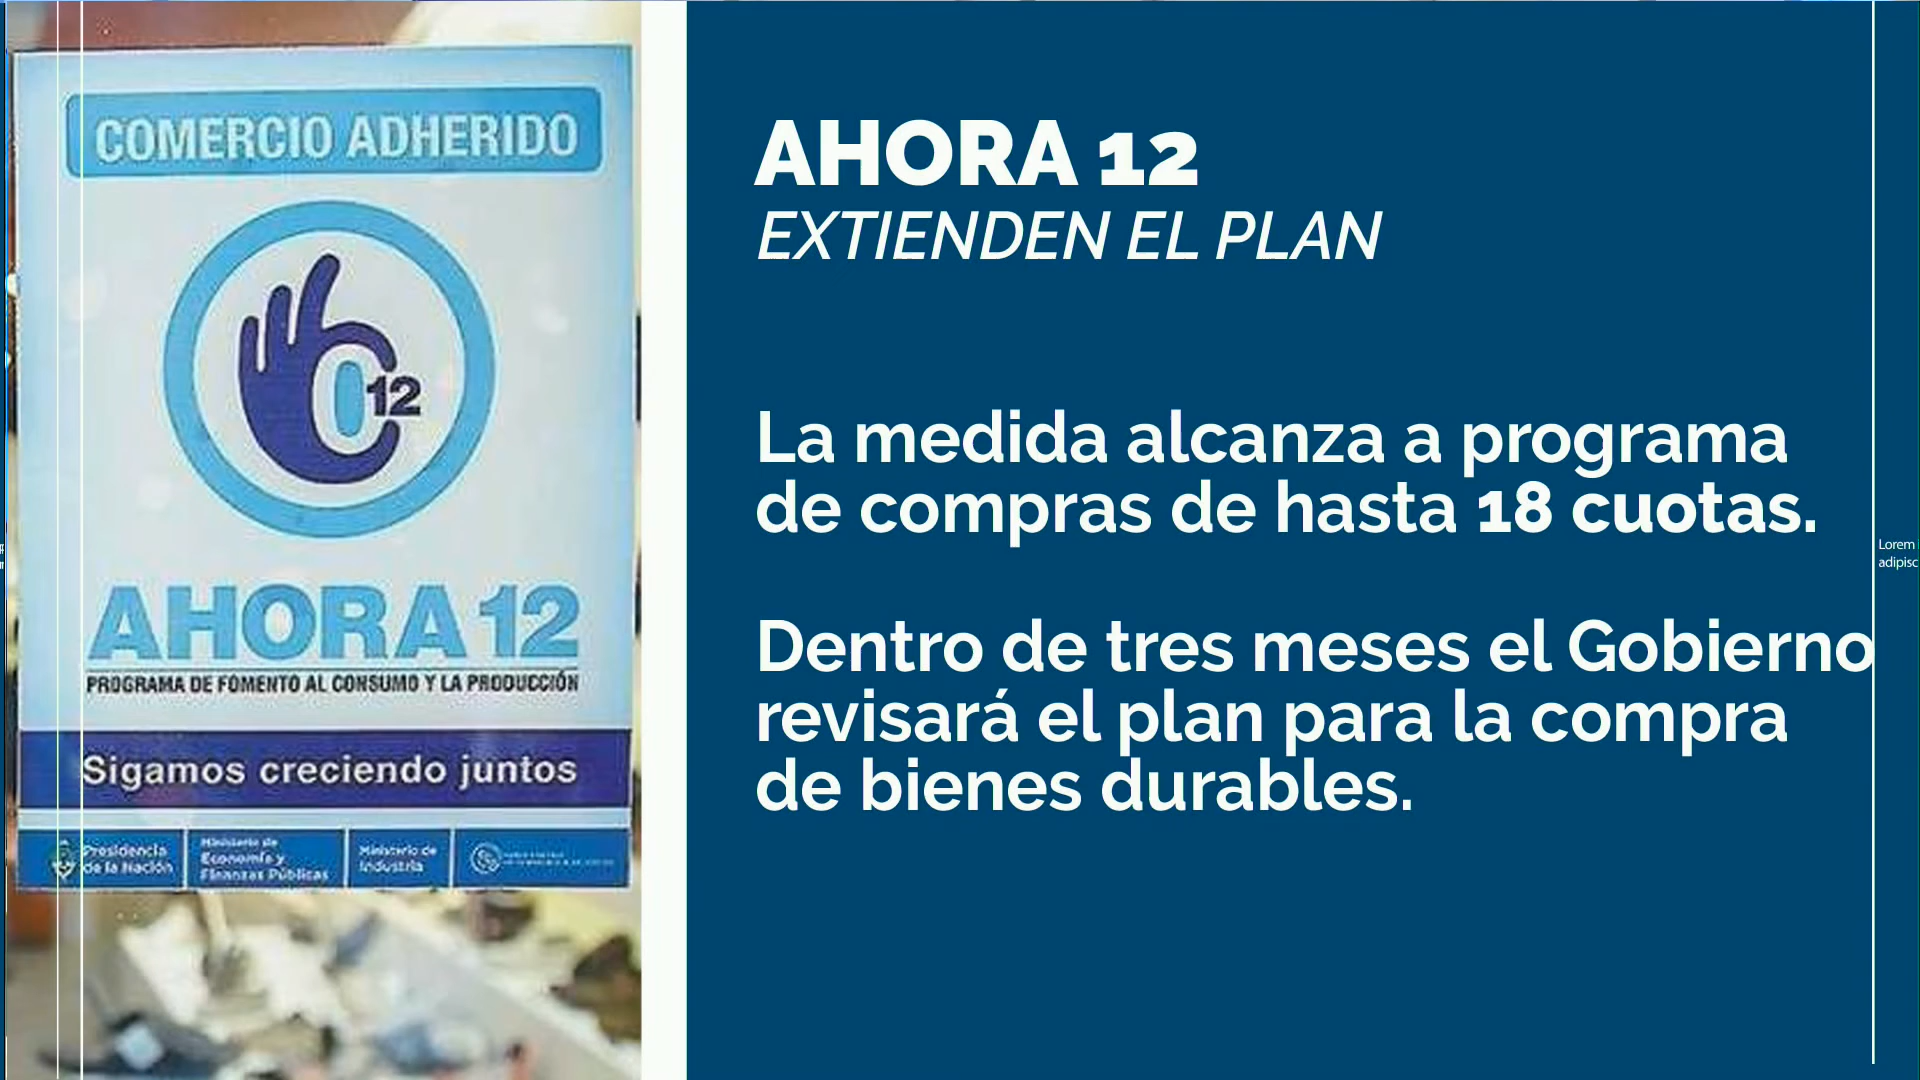 COMERCIO ADHERIDO
12
AHORA 12
PROGRAMA DE FOMENTO AL CONSUMO Y LA PRODUCCIÓN
Sigamos creciendo juntos
Presidencia
de la Nación
Ministerio de
Economía y
Finanzas Públicas
Ministerio de
Industria
AHORA 12
EXTIENDEN EL PLAN
La medida alcanza a programa
de compras de hasta 18 cuotas.
Dentro de tres meses el Gobierno
revisará el plan para la compra
de bienes durables.
Lorem
adipisc